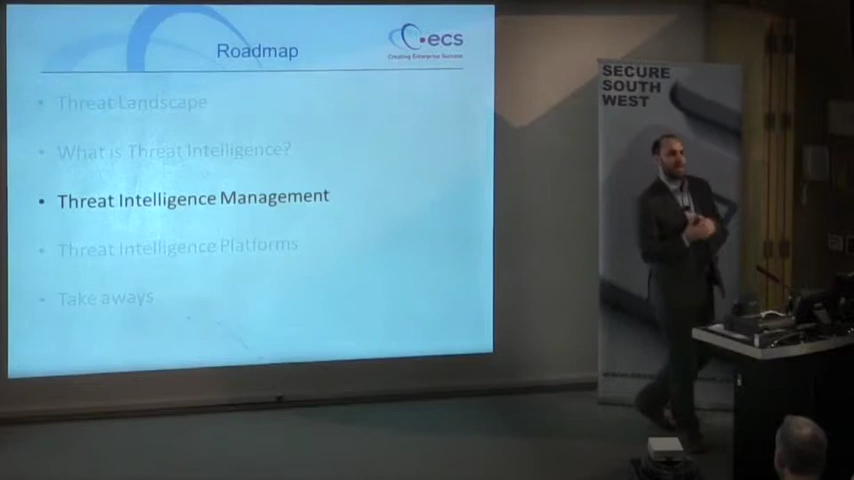 Roadmap
ecs
Creating Enterprise Success
• Threat Landscape
• What is Threat Intelligence?
• Threat Intelligence Management
• Threat Intelligence Platforms
• Take aways
SECURE
SOUTH
WEST